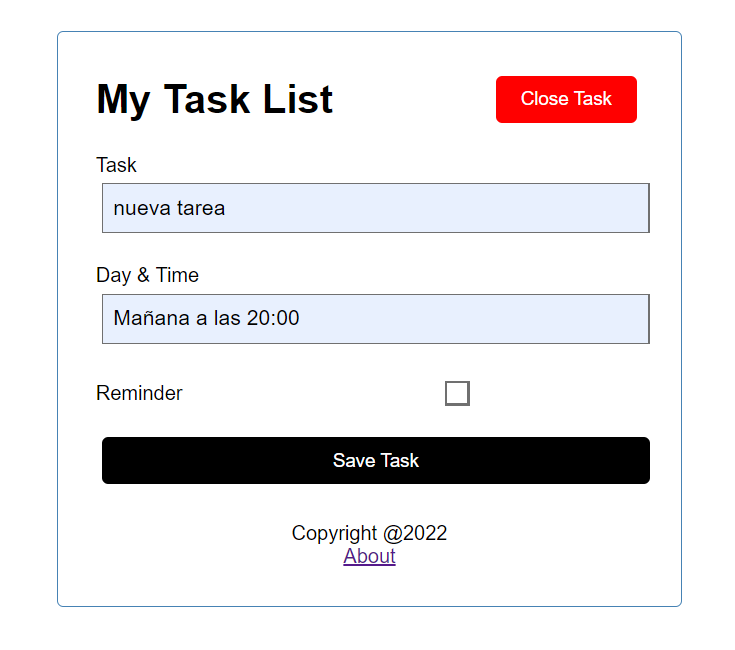 My Task List
Close Task
Task
nueva tarea
Day & Time
Mañana a las 20:00
Reminder
Save Task
Copyright @2022
About